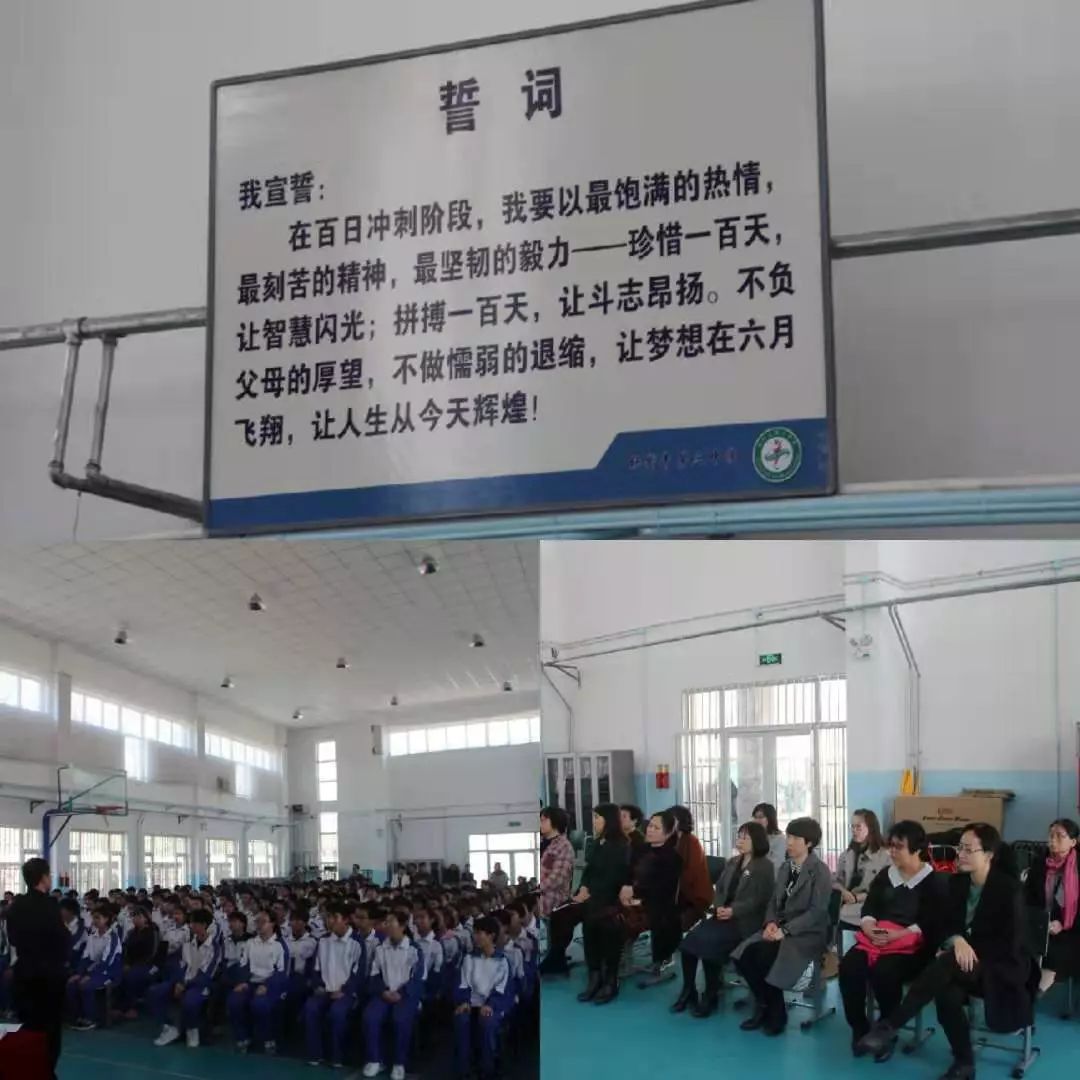 誓词
我宣誓：
在百日冲刺阶段，我要以最饱满的热情，
最刻苦的精神，最坚韧的毅力——珍惜一百天，
让智慧闪光；拼搏一百天，让斗志昂扬。不负
父母的厚望，不做懦弱的退缩，让梦想在六月
飞翔，让人生从今天辉煌！